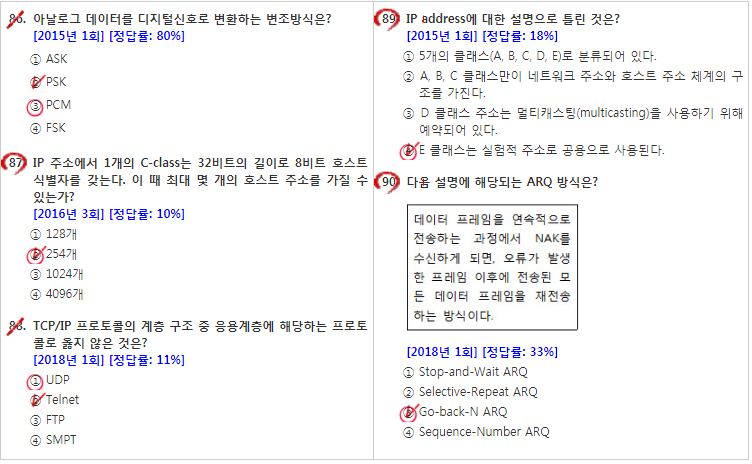 86. 아날로그 데이터를 디지털신호로 변환하는 변조방식은?
[2015년 1회] [정답률: 80%]
① ASK
② PSK
③ PCM
④ FSK
87. IP 주소에서 1개의 C-class는 32비트의 길이로 8비트 호스트
식별자를 갖는다. 이 때 최대 몇 개의 호스트 주소를 가질 수
있는가?
[2016년 3회] [정답률: 10%]
① 128개
② 254개
③ 1024개
④ 4096개
88. TCP/IP 프로토콜의 계층 구조 중 응용계층에 해당하는 프로토
콜로 옳지 않은 것은?
[2018년 1회] [정답률: 11%]
① UDP
② Telnet
③ FTP
④ SMPT
89. IP address에 대한 설명으로 틀린 것은?
[2015년 1회] [정답률: 18%]
① 5개의 클래스(A, B, C, D, E)로 분류되어 있다.
② A, B, C 클래스만이 네트워크 주소와 호스트 주소 체계의 구
조를 가진다.
③ D 클래스 주소는 멀티캐스팅(multicasting)을 사용하기 위해
예약되어 있다.
④ E 클래스는 실험적 주소로 공용으로 사용된다.
90. 다음 설명에 해당되는 ARQ 방식은?
데이터 프레임을 연속적으로
전송하는 과정에서 NAK를
수신하게 되면, 오류가 발생
한 프레임 이후에 전송된 모
든 데이터 프레임을 재전송
하는 방식이다.
[2018년 1회] [정답률: 33%]
① Stop-and-Wait ARQ
② Selective-Repeat ARQ
③ Go-back-N ARQ
④ Sequence-Number ARQ